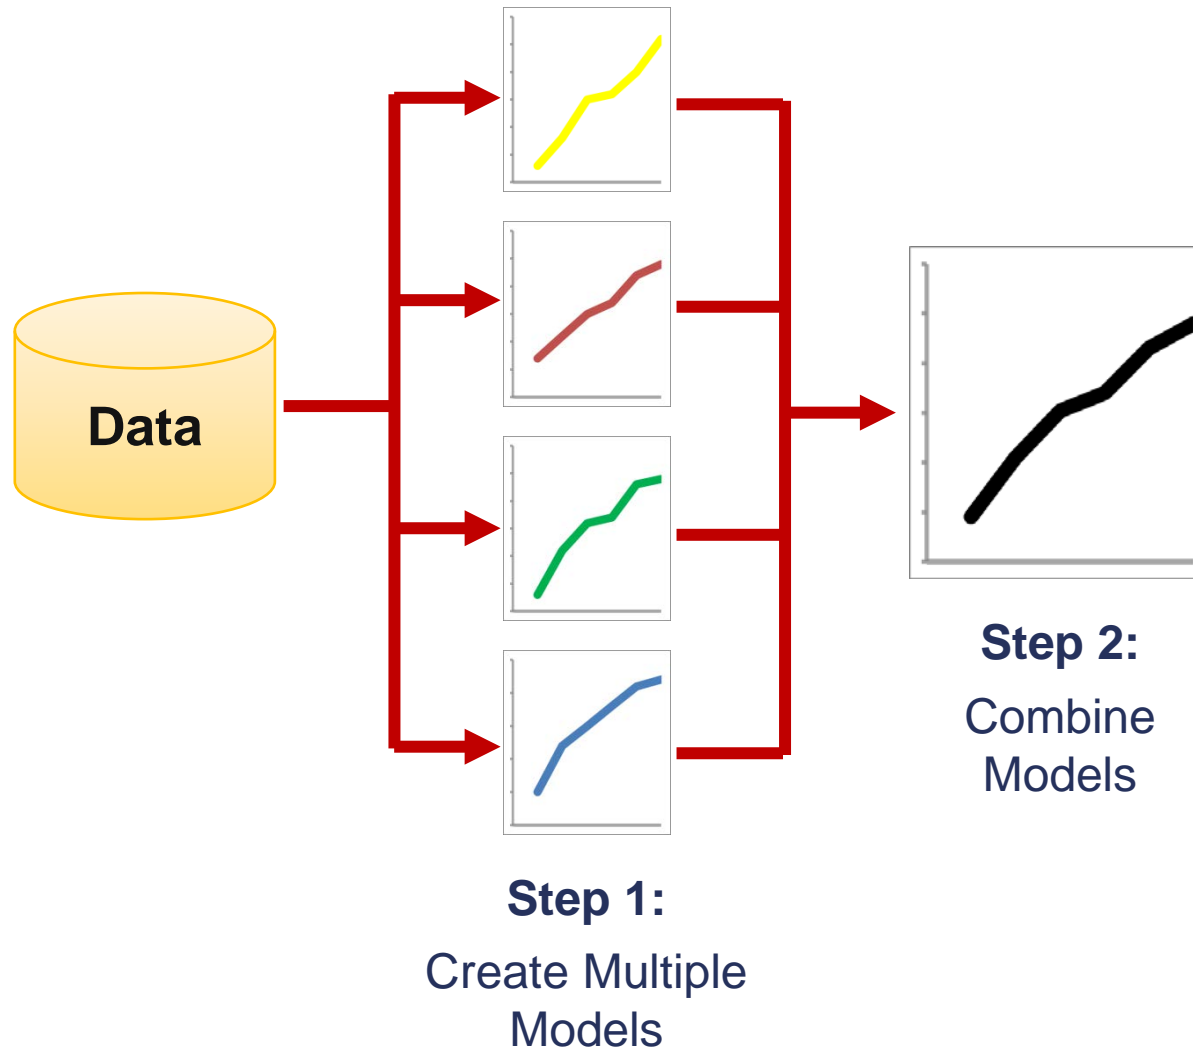 Data
Step 1:
Create Multiple
Models
Step 2:
Combine
Models